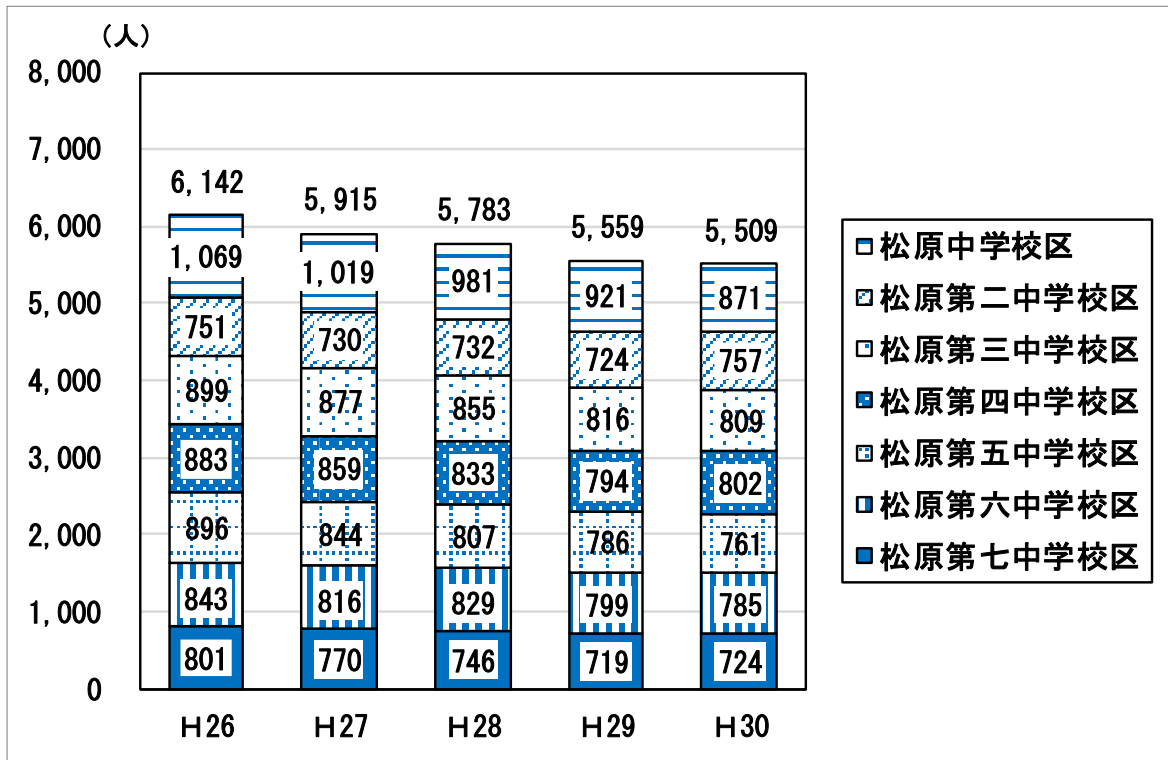 (人)
8,000
7,000
6,000
5,000
4,000
3,000
2,000
1,000
0
6,142 5,915 5,783 5,559 5,509
1,069 1,019 981 921 871
751 730 732 724 757
899 877 855 816 809
883 859 833 794 802
896 844 807 786 761
843 816 829 799 785
801 770 746 719 724
H26 H27 H28 H29 H30
松原中学校区
松原第二中学校区
松原第三中学校区
松原第四中学校区
松原第五中学校区
松原第六中学校区
松原第七中学校区